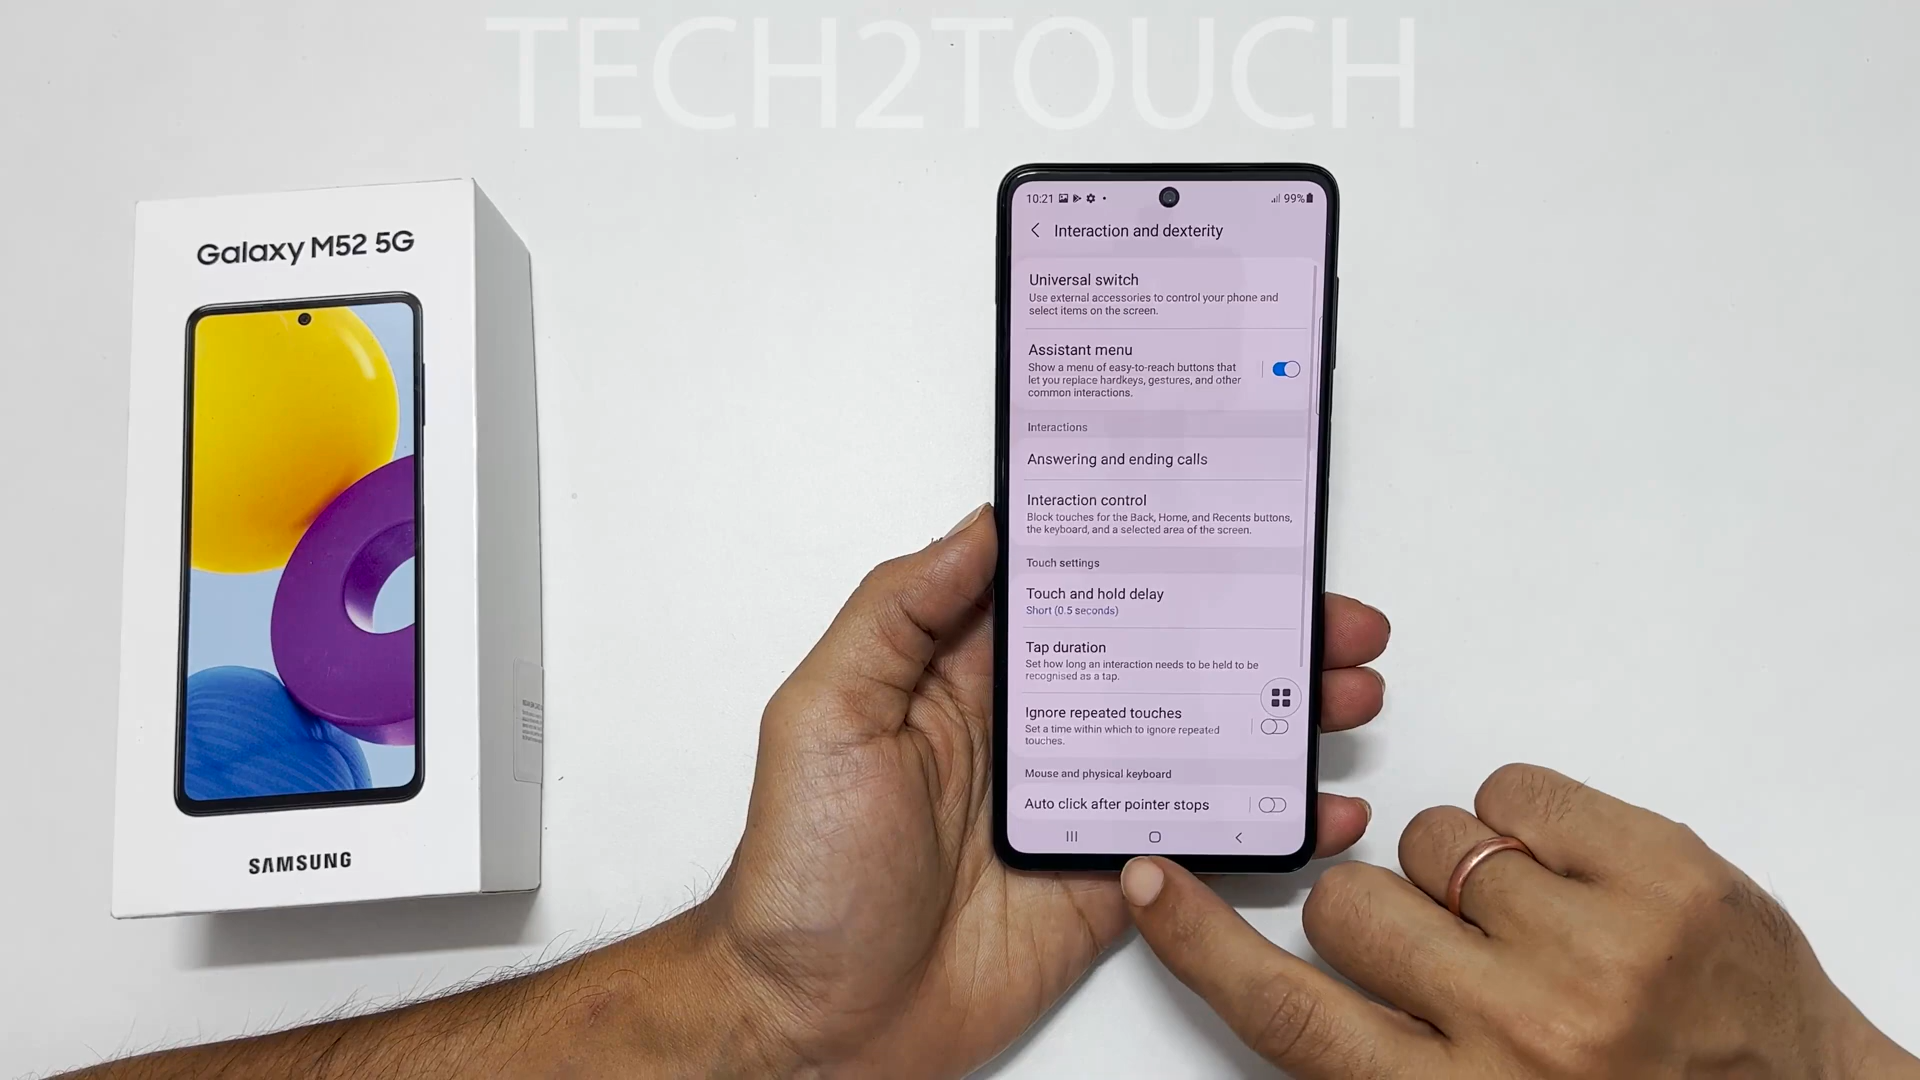 TECH2TOUCH
Galaxy M52 5G
SAMSUNG
10:21
99%
Interaction and dexterity
Universal switch
Use external accessories to control your phone and
select items on the screen.
Assistant menu
Show a menu of easy-to-reach buttons that
let you replace hardkeys, gestures, and other
common interactions.
Interactions
Answering and ending calls
Interaction control
Block touches for the Back, Home, and Recents buttons,
the keyboard, and a selected area of the screen.
Touch settings
Touch and hold delay
Short (0.5 seconds)
Tap duration
Set how long an interaction needs to be held to be
recognised as a tap.
Ignore repeated touches
Set a time within which to ignore repeated
touches.
Mouse and physical keyboard
Auto click after pointer stops